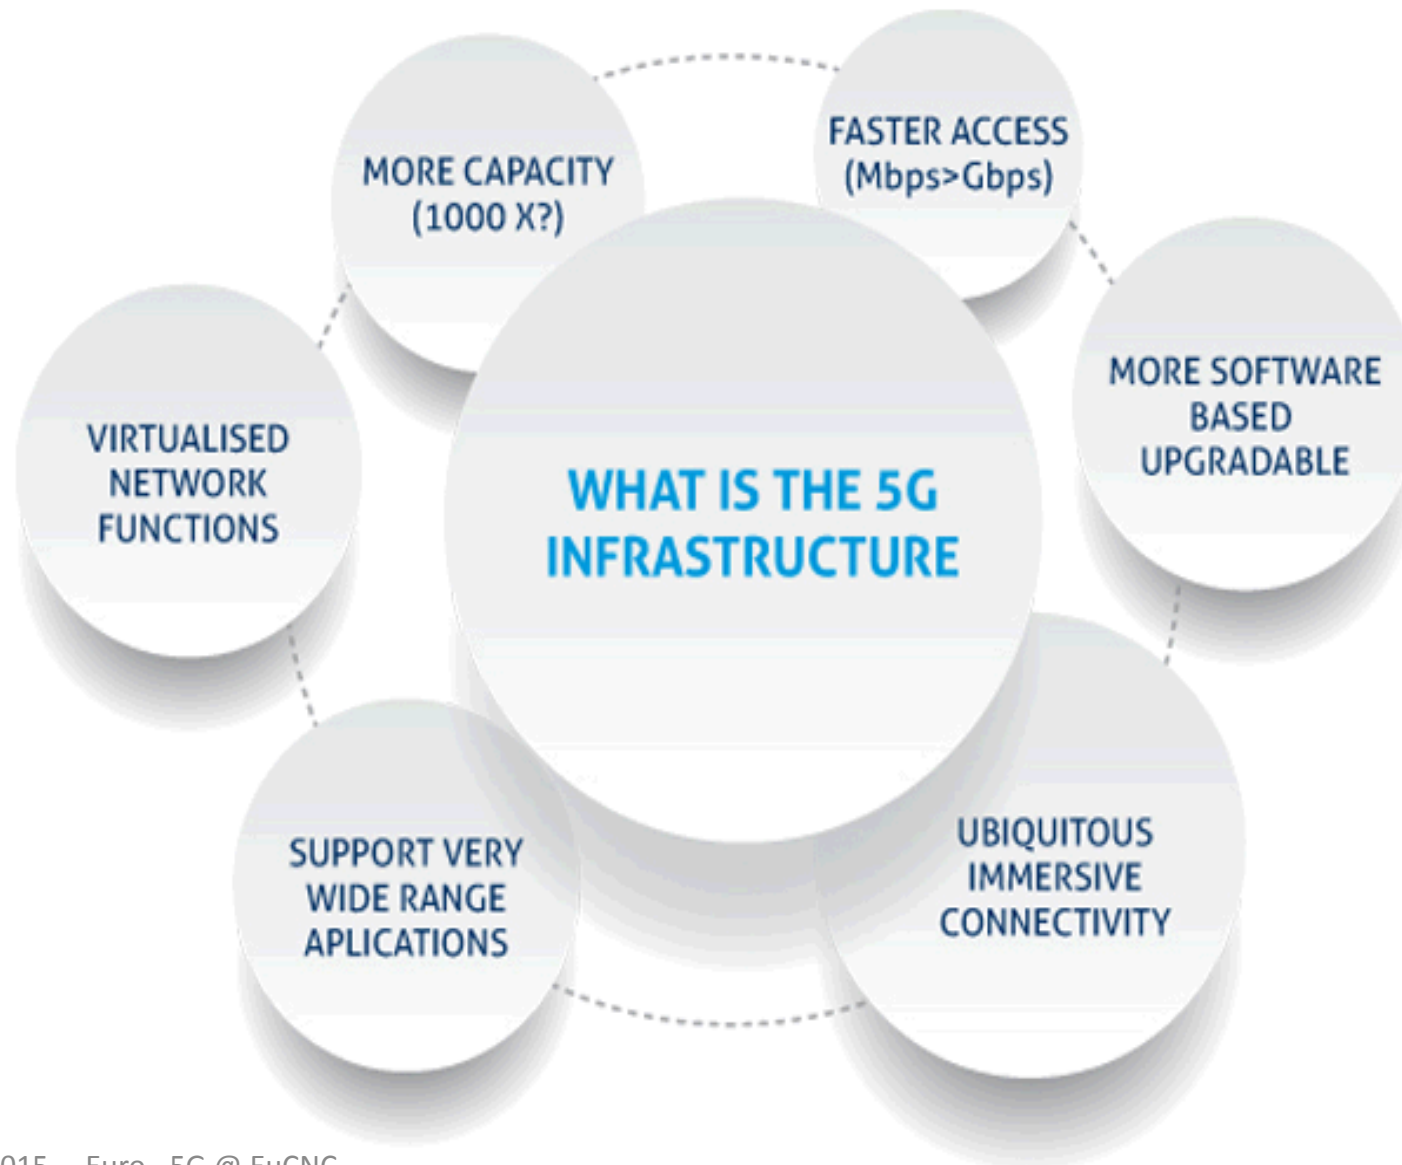 MORE CAPACITY
(1000 X?)
FASTER ACCESS
(Mbps>Gbps)
MORE SOFTWARE
BASED
UPGRADABLE
VIRTUALISED
NETWORK
FUNCTIONS
WHAT IS THE 5G
INFRASTRUCTURE
SUPPORT VERY
WIDE RANGE
APLICATIONS
UBIQUITOUS
IMMERSIVE
CONNECTIVITY